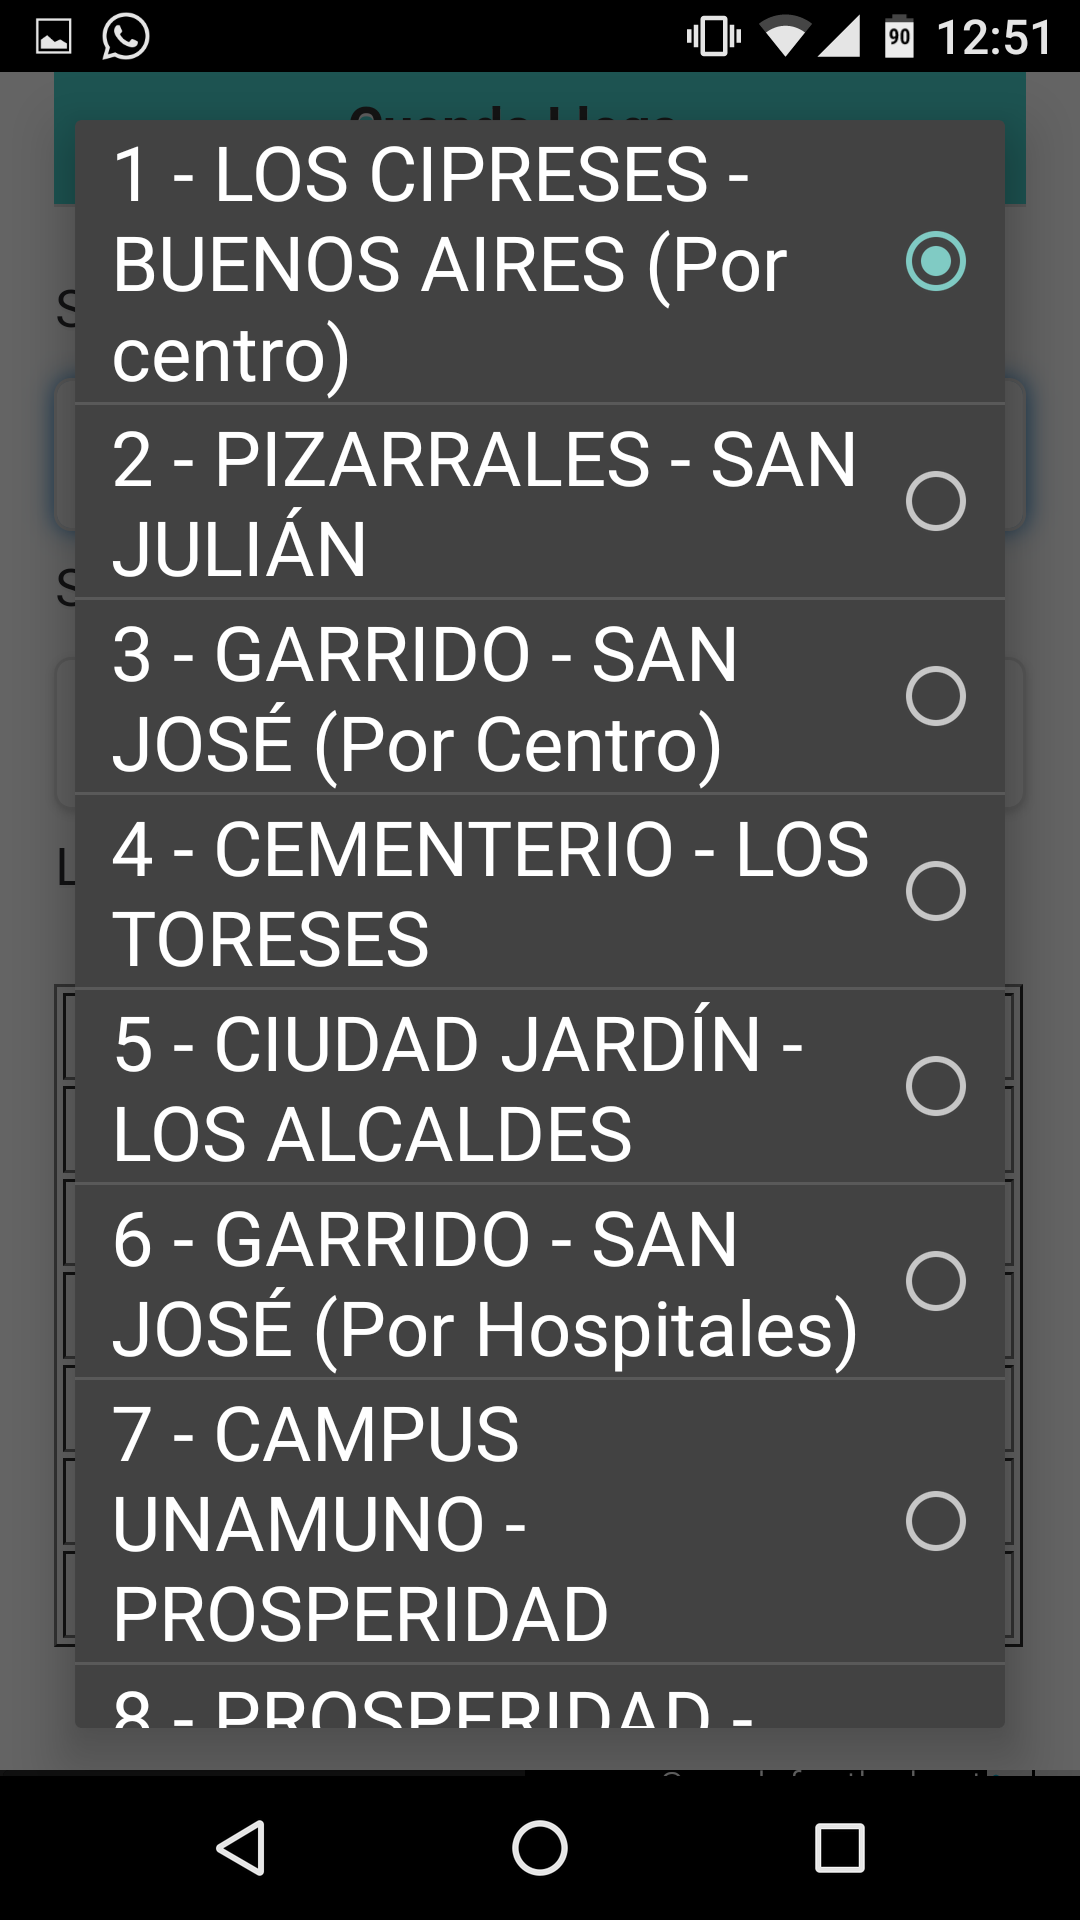 90 12:51
1 - LOS CIPRESES -
BUENOS AIRES (Por
centro)
2 - PIZARRALES - SAN
JULIÁN
3 - GARRIDO - SAN
JOSÉ (Por Centro)
4 - CEMENTERIO - LOS
TORESES
5 - CIUDAD JARDÍN -
LOS ALCALDES
6 - GARRIDO - SAN
JOSÉ (Por Hospitales)
7 - CAMPUS
UNAMUNO -
PROSPERIDAD
8 - PROSPERIDAD -